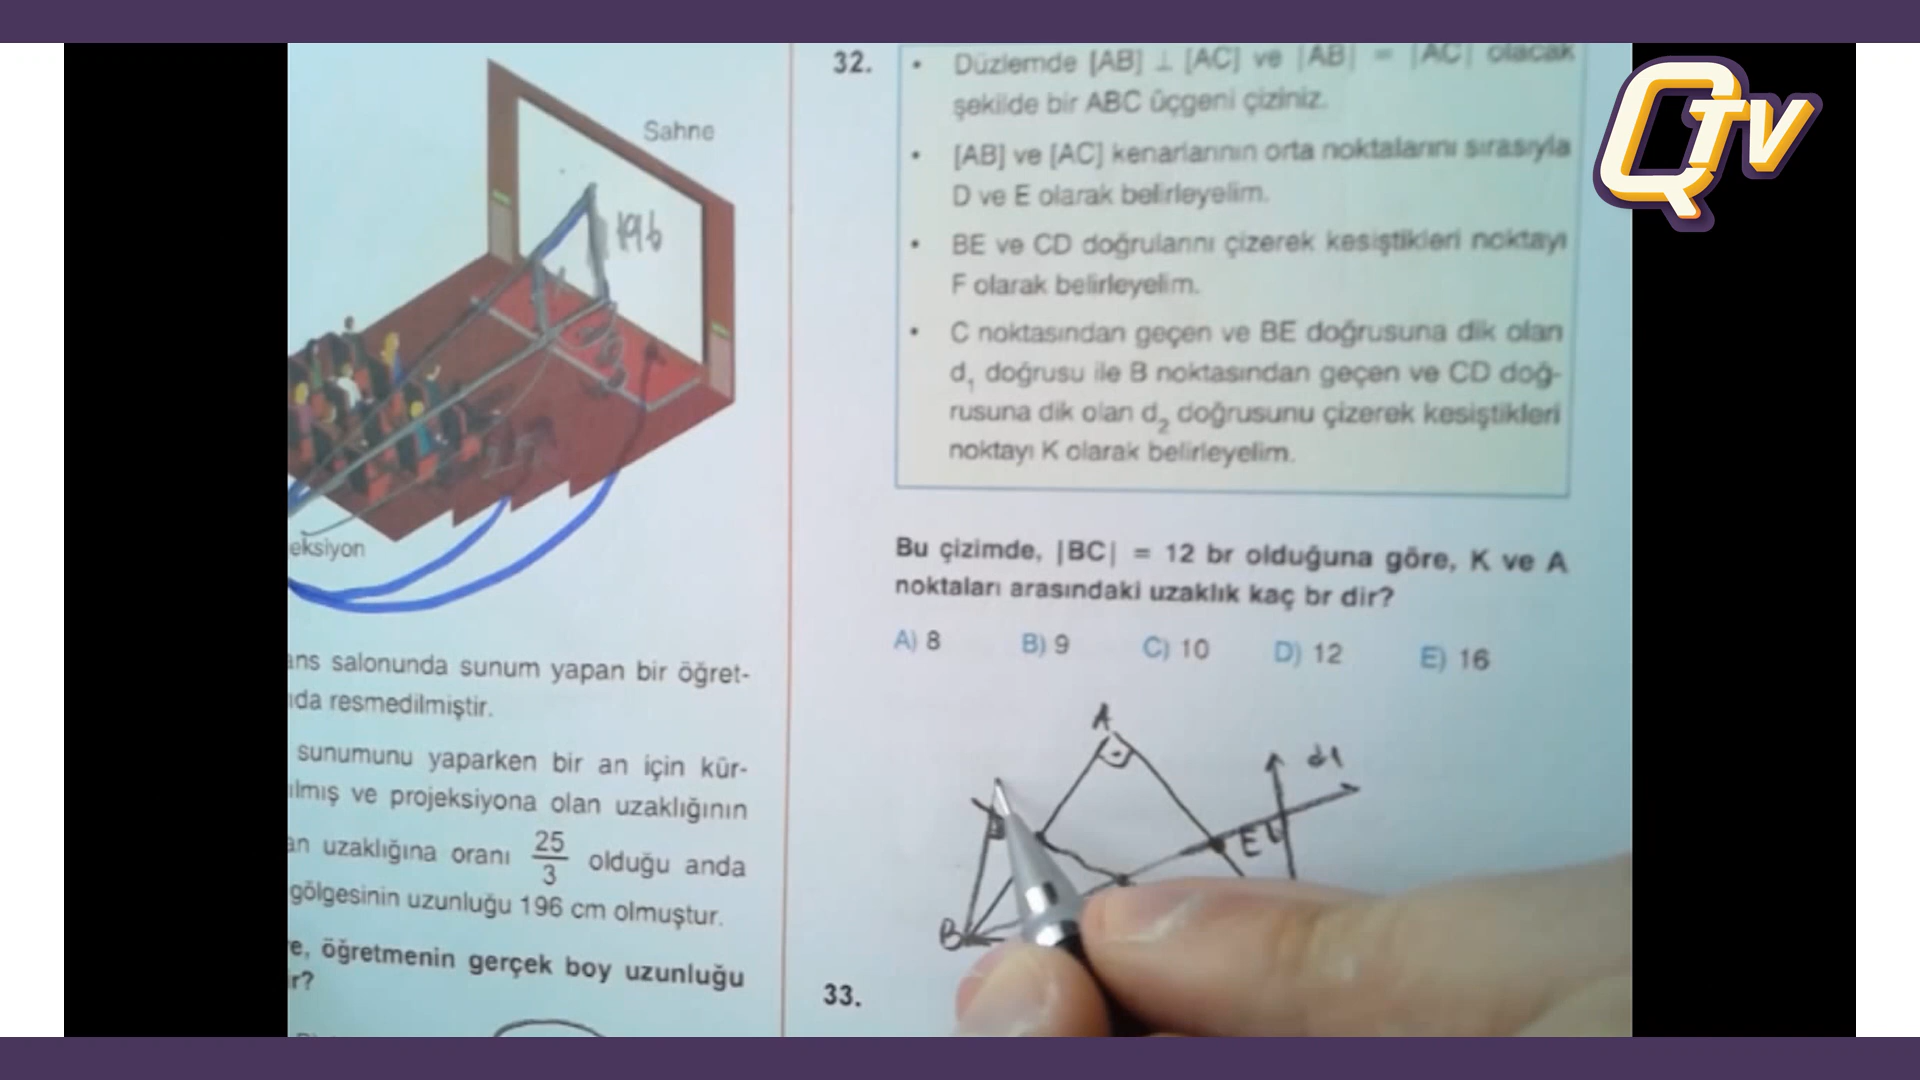 Sahne
196
eksiyon
ans salonunda sunum yapan bir öğret-
ıda resmedilmiştir.
sunumunu yaparken bir an için kür-
ılmış ve projeksiyona olan uzaklığının
an uzaklığına oranı 25/3 olduğu anda
gölgesinin uzunluğu 196 cm olmuştur.
e, öğretmenin gerçek boy uzunluğu
ir?
32.
• Düzlemde [AB] ⊥ [AC] ve |AB| = |AC| olacak
şekilde bir ABC üçgeni çiziniz.
• [AB] ve [AC] kenarlarının orta noktalarını sırasıyla
D ve E olarak belirleyelim.
• BE ve CD doğrularını çizerek kesiştikleri noktayı
F olarak belirleyelim.
• C noktasından geçen ve BE doğrusuna dik olan
d₁ doğrusu ile B noktasından geçen ve CD doğ-
rusuna dik olan d₂ doğrusunu çizerek kesiştikleri
noktayı K olarak belirleyelim.
Bu çizimde, |BC| = 12 br olduğuna göre, K ve A
noktaları arasındaki uzaklık kaç br dir?
A) 8 B) 9 C) 10 D) 12 E) 16
A
d1
E
B
33.
QTV